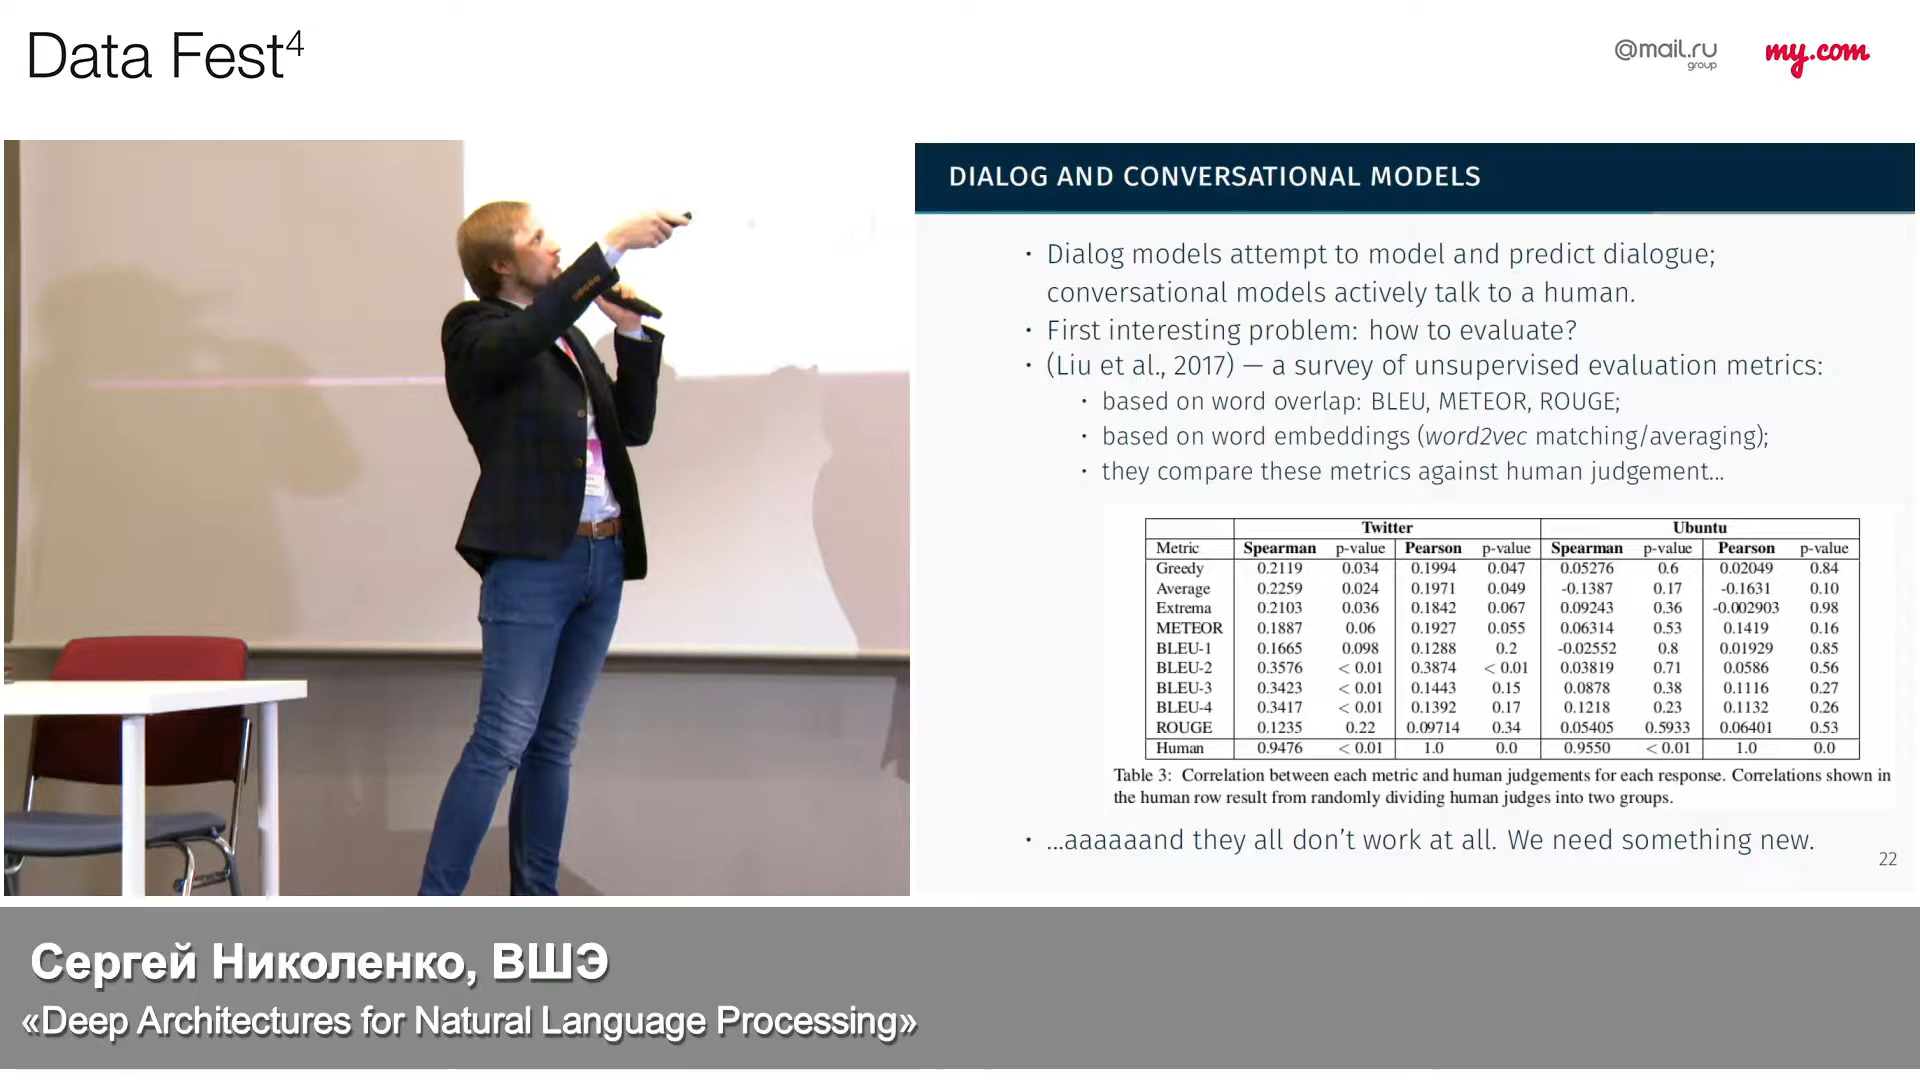 Data Fest⁴
@mail.ru
group
my.com
DIALOG AND CONVERSATIONAL MODELS
· Dialog models attempt to model and predict dialogue;
conversational models actively talk to a human.
· First interesting problem: how to evaluate?
· (Liu et al., 2017) — a survey of unsupervised evaluation metrics:
· based on word overlap: BLEU, METEOR, ROUGE;
· based on word embeddings (word2vec matching/averaging);
· they compare these metrics against human judgement...
Twitter Ubuntu
Metric Spearman p-value Pearson p-value Spearman p-value Pearson p-value
Greedy 0.2119 0.034 0.1994 0.047 0.05276 0.6 0.02049 0.84
Average 0.2259 0.024 0.1971 0.049 -0.1387 0.17 -0.1631 0.10
Extrema 0.2103 0.036 0.1842 0.067 0.09243 0.36 -0.002903 0.98
METEOR 0.1887 0.06 0.1927 0.055 0.06314 0.53 0.1419 0.16
BLEU-1 0.1665 0.098 0.1288 0.2 -0.02552 0.8 0.01929 0.85
BLEU-2 0.3576 < 0.01 0.3874 < 0.01 0.03819 0.71 0.0586 0.56
BLEU-3 0.3423 < 0.01 0.1443 0.15 0.0878 0.38 0.1116 0.27
BLEU-4 0.3417 < 0.01 0.1392 0.17 0.1218 0.23 0.1132 0.26
ROUGE 0.1235 0.22 0.09714 0.34 0.05405 0.5933 0.06401 0.53
Human 0.9476 < 0.01 1.0 0.0 0.9550 < 0.01 1.0 0.0
Table 3: Correlation between each metric and human judgements for each response. Correlations shown in
the human row result from randomly dividing human judges into two groups.
· ...aaaaaand they all don't work at all. We need something new.
22
Сергей Николенко, ВШЭ
«Deep Architectures for Natural Language Processing»